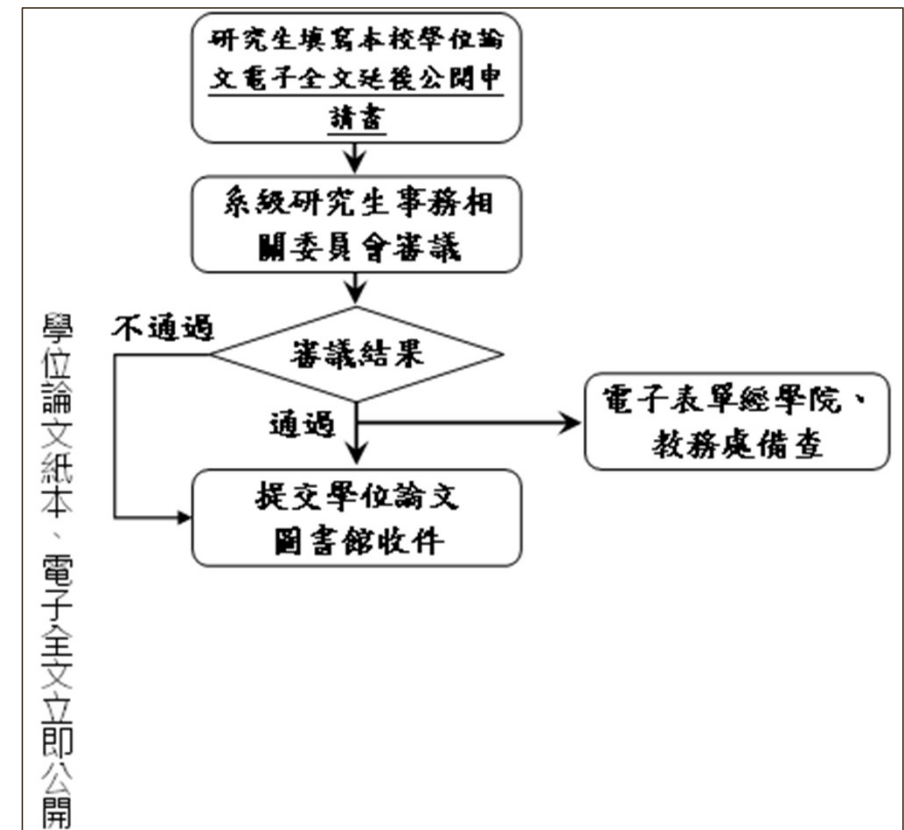 研究生填寫本校學位論
文電子全文延後公開申
請書
系級研究生事務相
關委員會審議
審議結果
不通過
通過
電子表單經學院、
教務處備查
提交學位論文
圖書館收件
學位論文紙本、電子全文立即公開